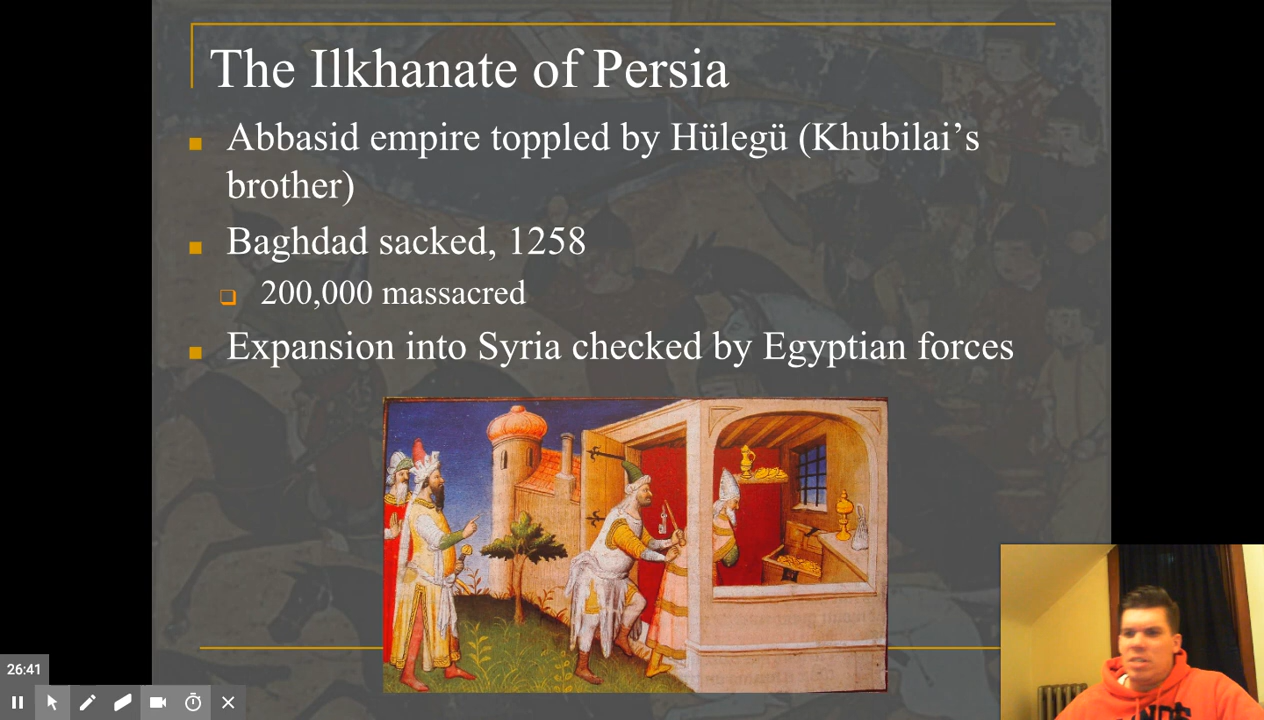 The Ilkhanate of Persia
Abbasid empire toppled by Hülegü (Khubilai’s
brother)
Baghdad sacked, 1258
200,000 massacred
Expansion into Syria checked by Egyptian forces
26:41